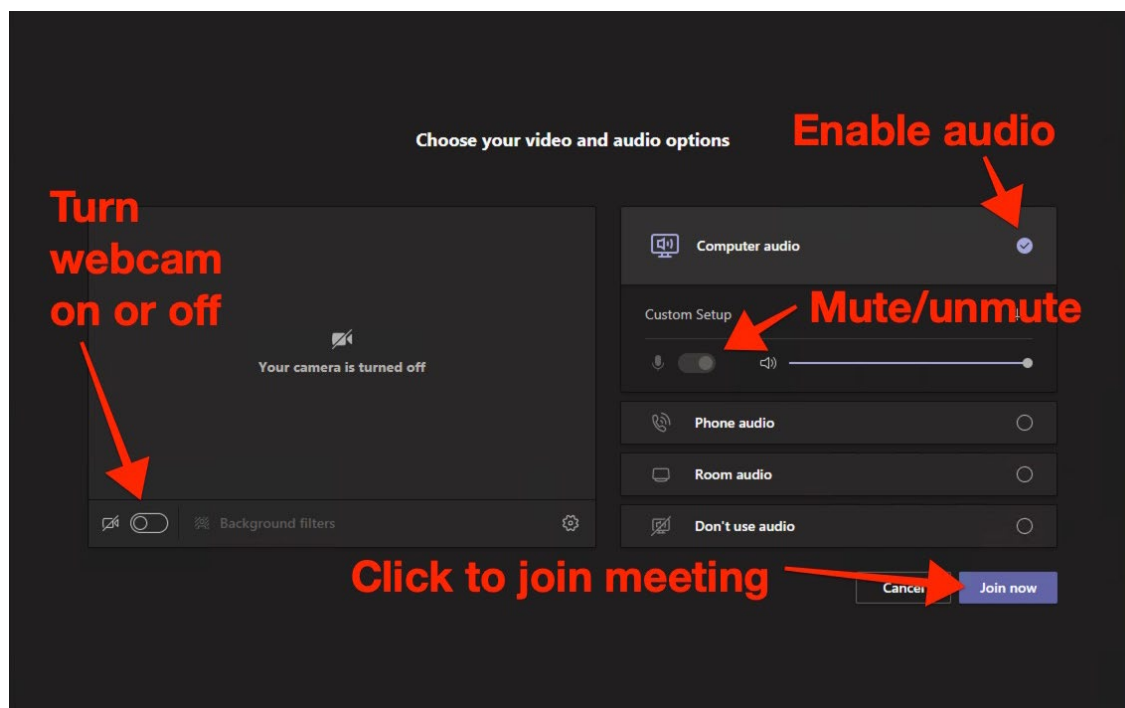 Choose your video and audio options
Enable audio
Turn
webcam
on or off
Your camera is turned off
Background filters
Computer audio
Custom Setup
Mute/unmute
Phone audio
Room audio
Don't use audio
Click to join meeting
Join now